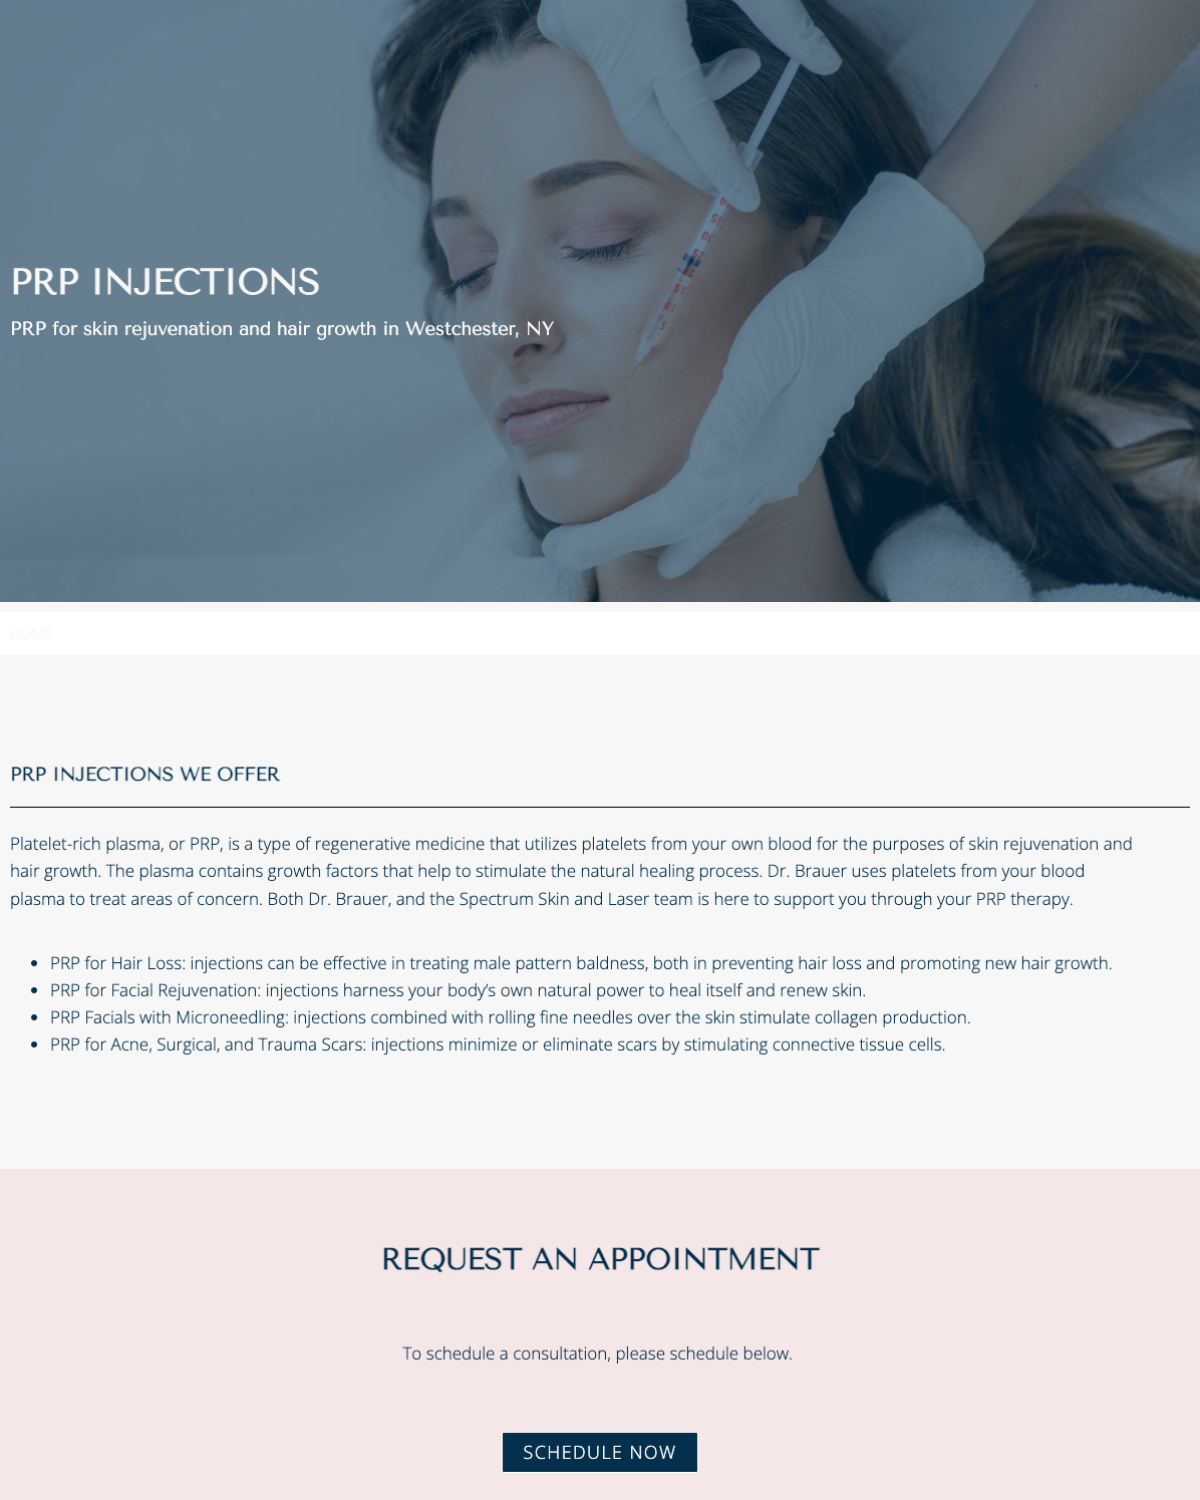 PRP INJECTIONS
PRP for skin rejuvenation and hair growth in Westchester, NY
HOME
PRP INJECTIONS WE OFFER
Platelet-rich plasma, or PRP, is a type of regenerative medicine that utilizes platelets from your own blood for the purposes of skin rejuvenation and
hair growth. The plasma contains growth factors that help to stimulate the natural healing process. Dr. Brauer uses platelets from your blood
plasma to treat areas of concern. Both Dr. Brauer, and the Spectrum Skin and Laser team is here to support you through your PRP therapy.
• PRP for Hair Loss: injections can be effective in treating male pattern baldness, both in preventing hair loss and promoting new hair growth.
• PRP for Facial Rejuvenation: injections harness your body’s own natural power to heal itself and renew skin.
• PRP Facials with Microneedling: injections combined with rolling fine needles over the skin stimulate collagen production.
• PRP for Acne, Surgical, and Trauma Scars: injections minimize or eliminate scars by stimulating connective tissue cells.
REQUEST AN APPOINTMENT
To schedule a consultation, please schedule below.
SCHEDULE NOW